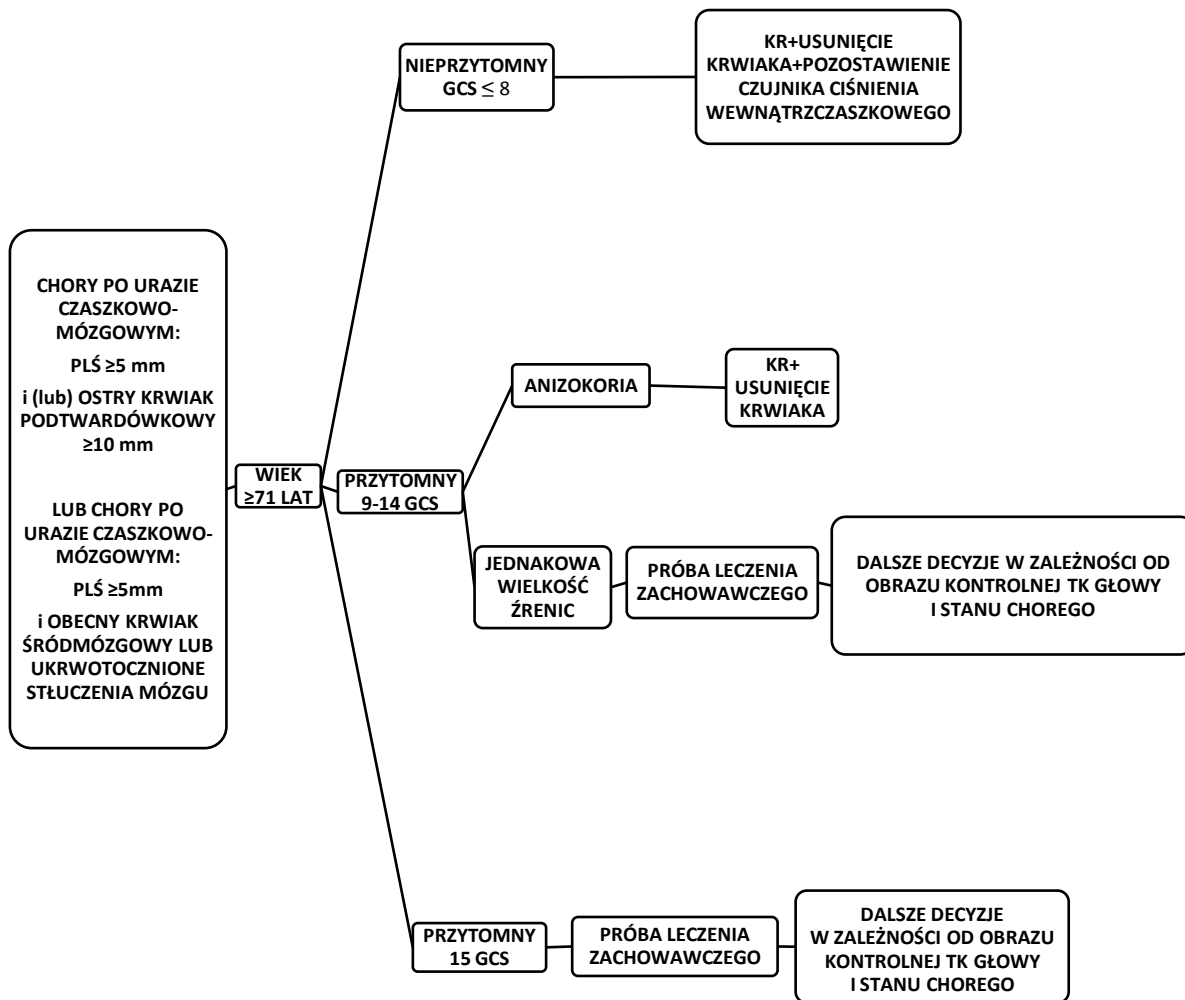 CHORY PO URAZIE
CZASZKOWO-
MÓZGOWYM:
PLŚ ≥5 mm
i (lub) OSTRY KRWIAK
PODTWARDÓWKOWY
≥10 mm
LUB CHORY PO
URAZIE CZASZKOWO-
MÓZGOWYM:
PLŚ ≥5mm
i OBECNY KRWIAK
ŚRÓDMÓZGOWY LUB
UKRWOTOCZNIONE
STŁUCZENIA MÓZGU
WIEK
≥71 LAT
NIEPRZYTOMNY
GCS ≤ 8
KR+USUNIĘCIE
KRWIAKA+POZOSTAWIENIE
CZUJNIKA CIŚNIENIA
WEWNĄTRZCZASZKOWEGO
PRZYTOMNY
9-14 GCS
ANIZOKORIA
KR+
USUNIĘCIE
KRWIAKA
JEDNAKOWA
WIELKOŚĆ
ŹRENIC
PRÓBA LECZENIA
ZACHOWAWCZEGO
DALSZE DECYZJE W ZALEŻNOŚCI OD
OBRAZU KONTROLNEJ TK GŁOWY
I STANU CHOREGO
PRZYTOMNY
15 GCS
PRÓBA LECZENIA
ZACHOWAWCZEGO
DALSZE DECYZJE
W ZALEŻNOŚCI OD OBRAZU
KONTROLNEJ TK GŁOWY
I STANU CHOREGO